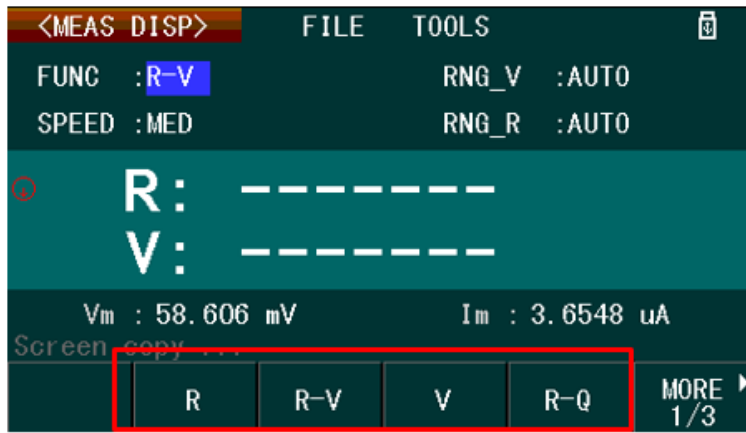 <MEAS DISP> FILE TOOLS
FUNC :R-V RNG_V :AUTO
SPEED :MED RNG_R :AUTO
R: -------
V: -------
Vm : 58.606 mV Im : 3.6548 uA
Screen copy ...
R R-V V R-Q MORE
1/3